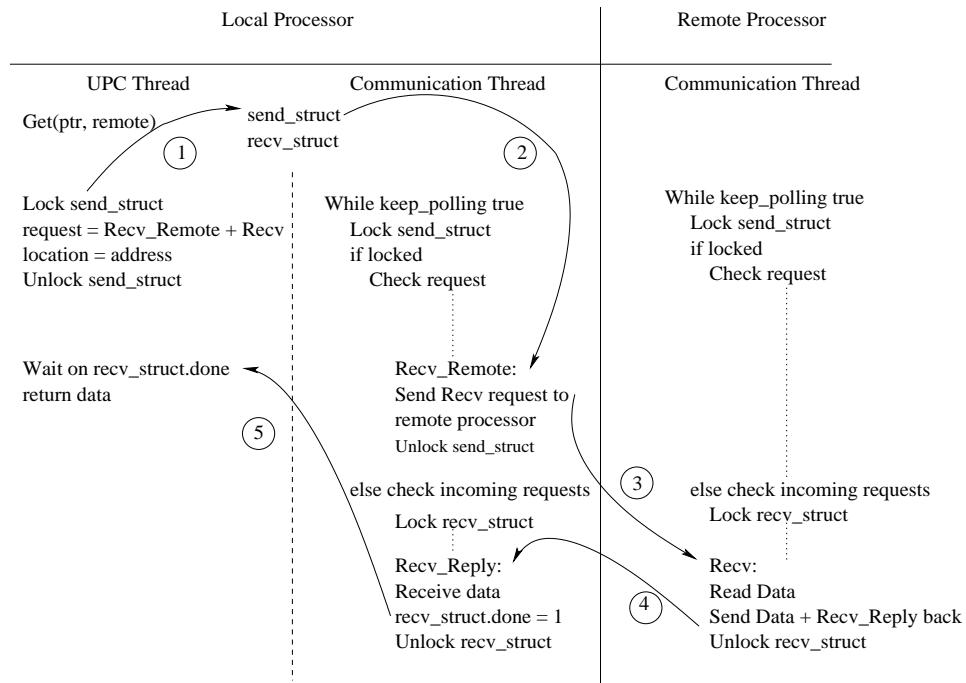 Local Processor
Remote Processor
UPC Thread
Communication Thread
Communication Thread
Get(ptr, remote)
send_struct
recv_struct
1
2
Lock send_struct
request = Recv_Remote + Recv
location = address
Unlock send_struct
While keep_polling true
Lock send_struct
if locked
Check request
While keep_polling true
Lock send_struct
if locked
Check request
Wait on recv_struct.done
return data
Recv_Remote:
Send Recv request to
remote processor
Unlock send_struct
5
3
else check incoming requests
Lock recv_struct
else check incoming requests
Lock recv_struct
Recv_Reply:
Receive data
recv_struct.done = 1
Unlock recv_struct
4
Recv:
Read Data
Send Data + Recv_Reply back
Unlock recv_struct